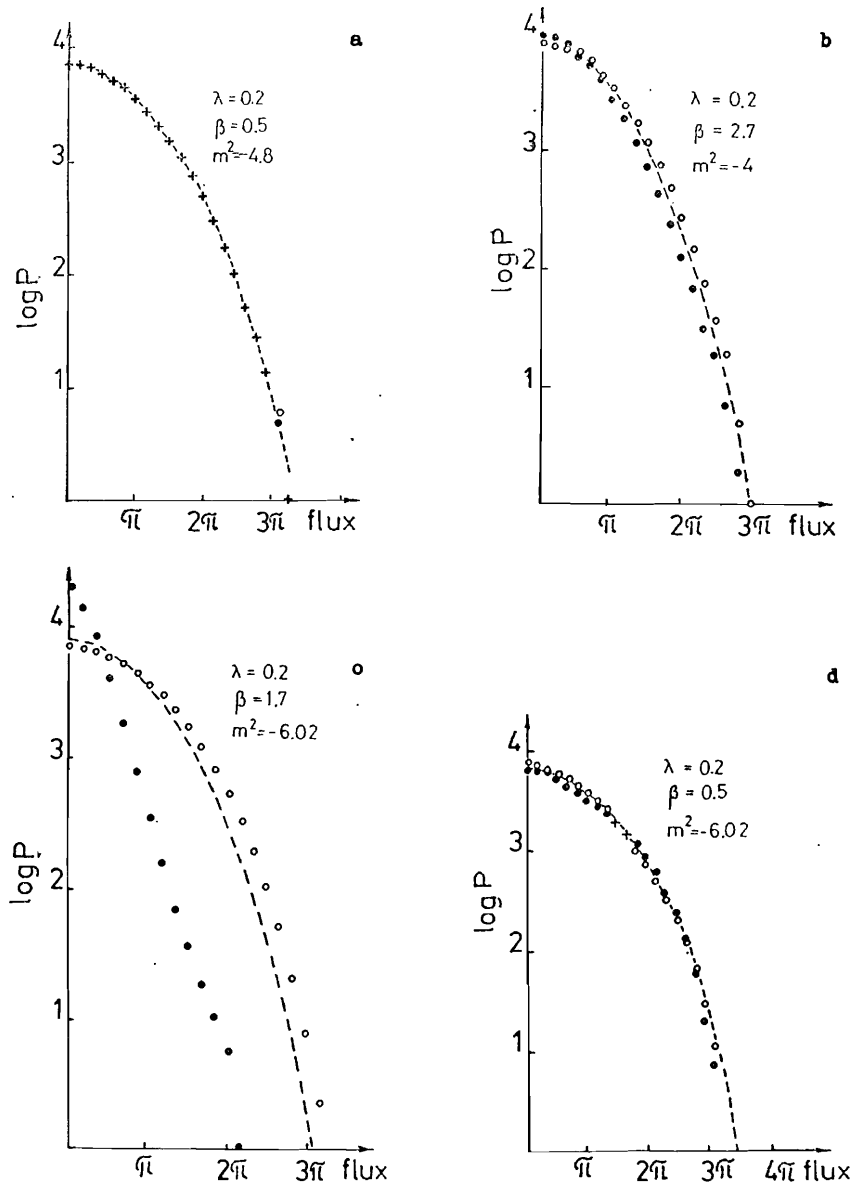 a
4
3
2
1
log P
λ = 0.2
β = 0.5
m²=-4.8
π 2π 3π flux
b
4
3
2
1
log P
λ = 0.2
β = 2.7
m²= -4
π 2π 3π flux
o
4
3
2
1
log P
λ = 0.2
β = 1.7
m²= -6.02
π 2π 3π flux
d
4
3
2
1
log P
λ = 0.2
β = 0.5
m²=-6.02
π 2π 3π 4π flux